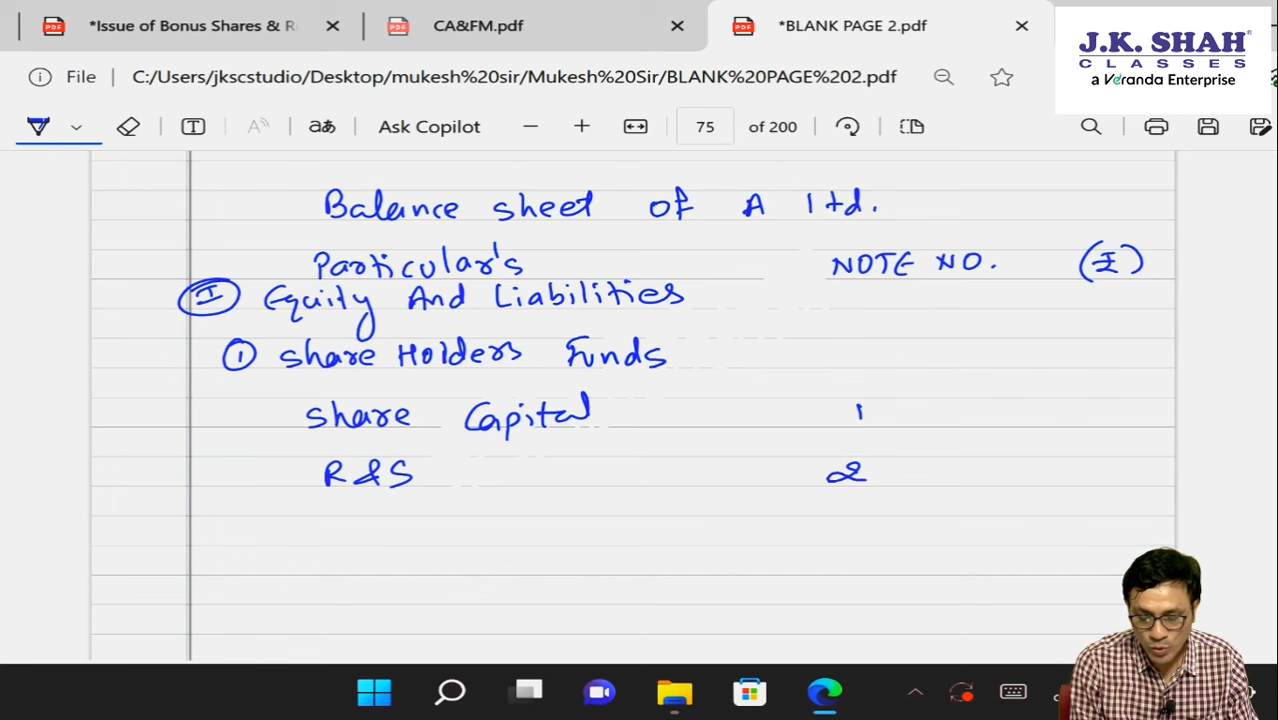 *Issue of Bonus Shares & Ri
CA&FM.pdf
*BLANK PAGE 2.pdf
J.K. SHAH®
CLASSES
a Veranda Enterprise
File C:/Users/jkscstudio/Desktop/mukesh%20sir/Mukesh%20Sir/BLANK%20PAGE%202.pdf
Ask Copilot 75 of 200
Balance sheet of A ltd.
Particular's NOTE NO. (₹)
I Equity And Liabilities
1 Share Holders Funds
Share Capital 1
R&S 2